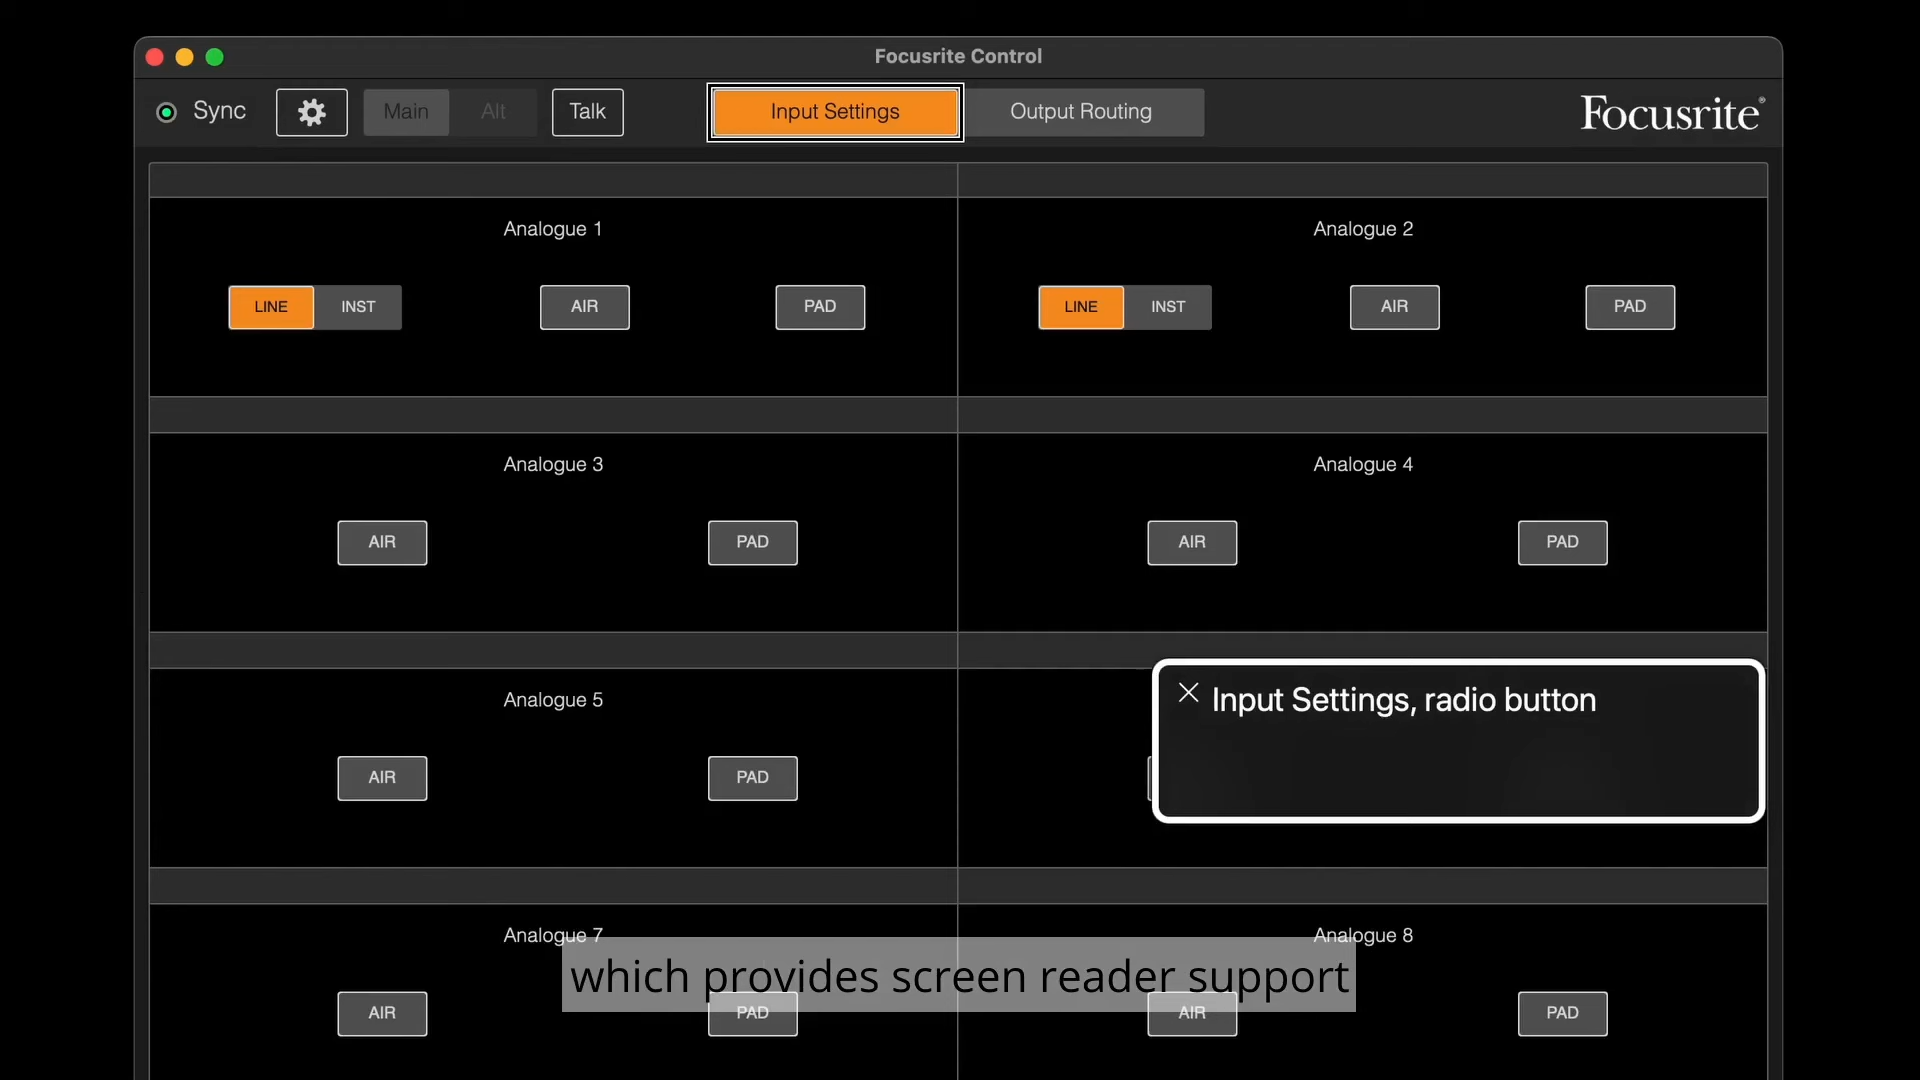 Focusrite Control
Sync Main Alt Talk Input Settings Output Routing Focusrite®
Analogue 1 Analogue 2
LINE INST AIR PAD LINE INST AIR PAD
Analogue 3 Analogue 4
AIR PAD AIR PAD
Input Settings, radio button
Analogue 5
AIR PAD
Analogue 7 Analogue 8
which provides screen reader support
AIR PAD AIR PAD